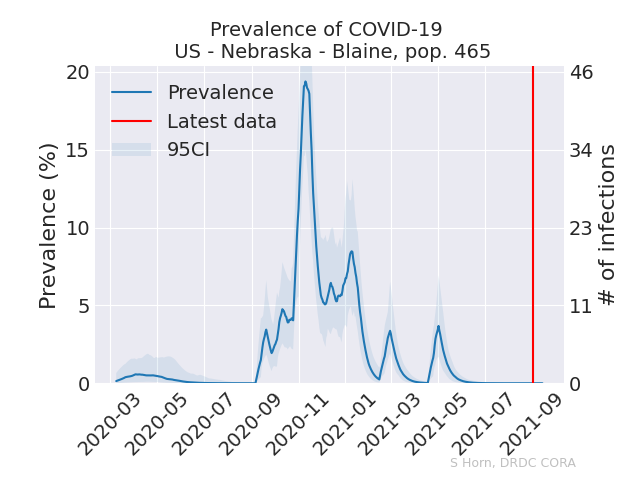 Prevalence of COVID-19
US - Nebraska - Blaine, pop. 465
Prevalence (%)
20
15
10
5
0
Prevalence
Latest data
95CI
46
34
23
11
0
# of infections
2020-03
2020-05
2020-07
2020-09
2020-11
2021-01
2021-03
2021-05
2021-07
2021-09
S Horn, DRDC CORA